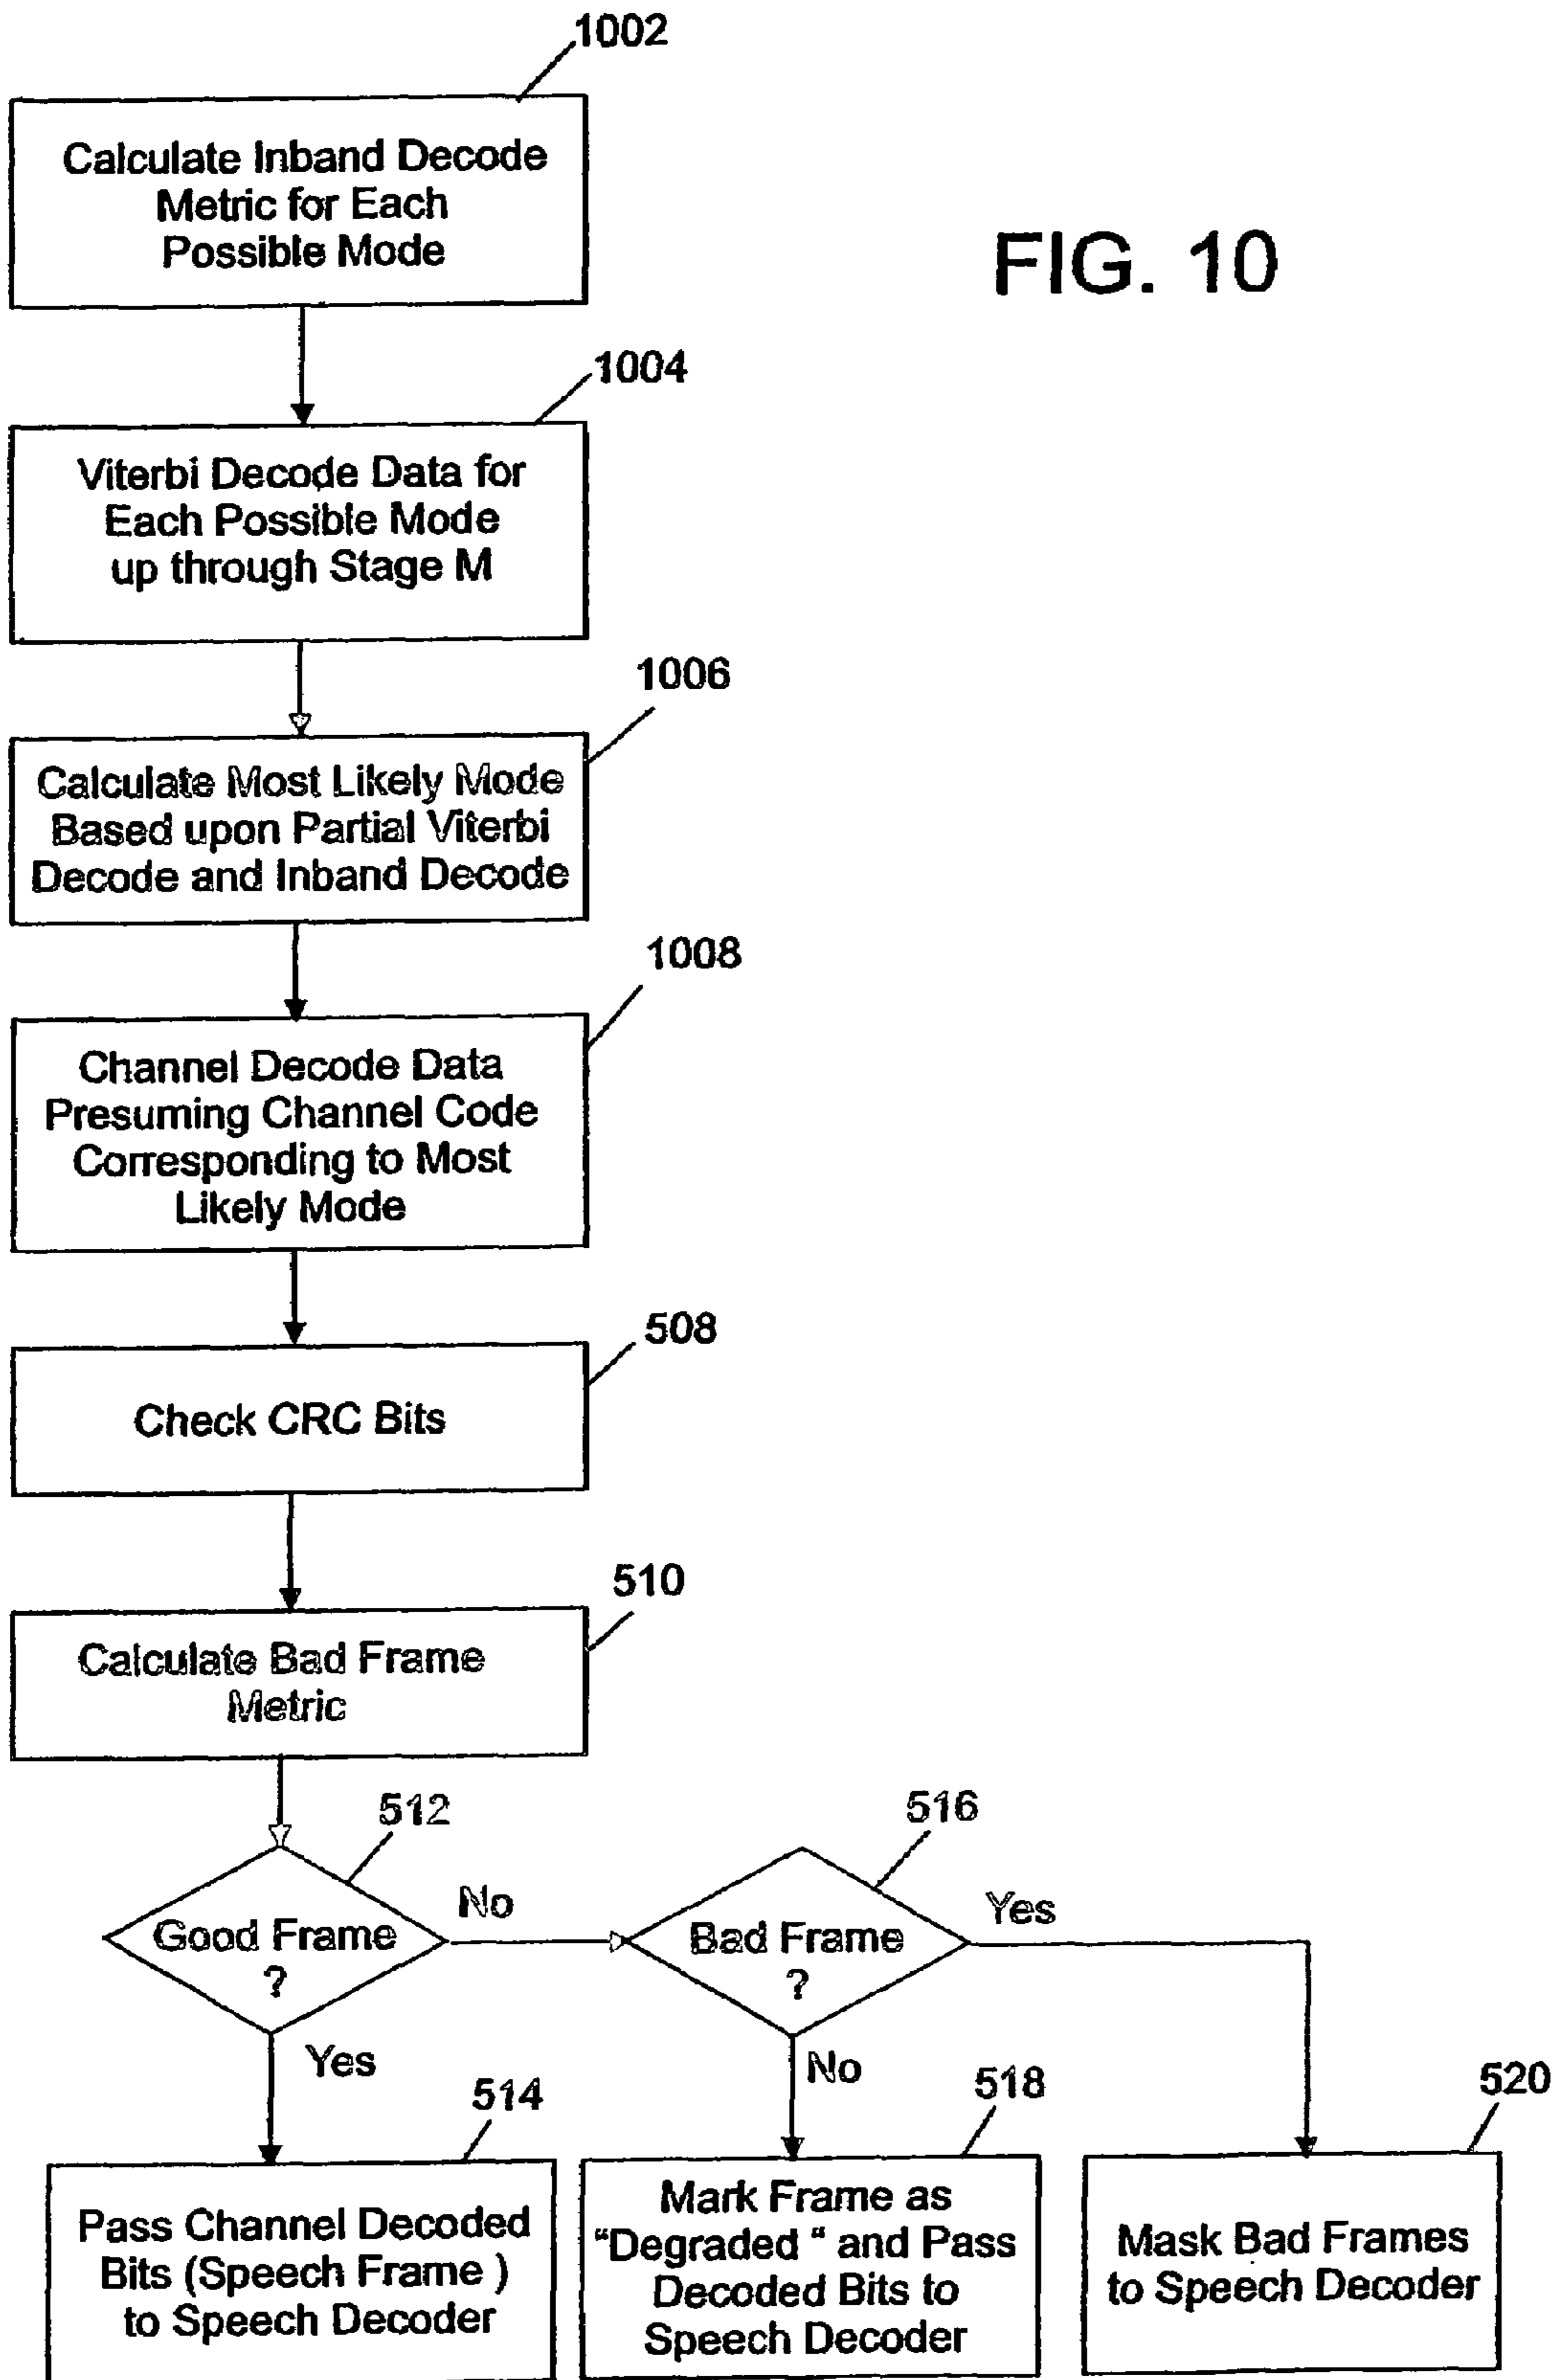 1002
Calculate Inband Decode
Metric for Each
Possible Mode
FIG. 10
1004
Viterbi Decode Data for
Each Possible Mode
up through Stage M
1006
Calculate Most Likely Mode
Based upon Partial Viterbi
Decode and Inband Decode
1008
Channel Decode Data
Presuming Channel Code
Corresponding to Most
Likely Mode
508
Check CRC Bits
510
Calculate Bad Frame
Metric
512
Good Frame
?
No
Yes
516
Bad Frame
?
Yes
No
514
Pass Channel Decoded
Bits (Speech Frame )
to Speech Decoder
518
Mark Frame as
“Degraded “ and Pass
Decoded Bits to
Speech Decoder
520
Mask Bad Frames
to Speech Decoder